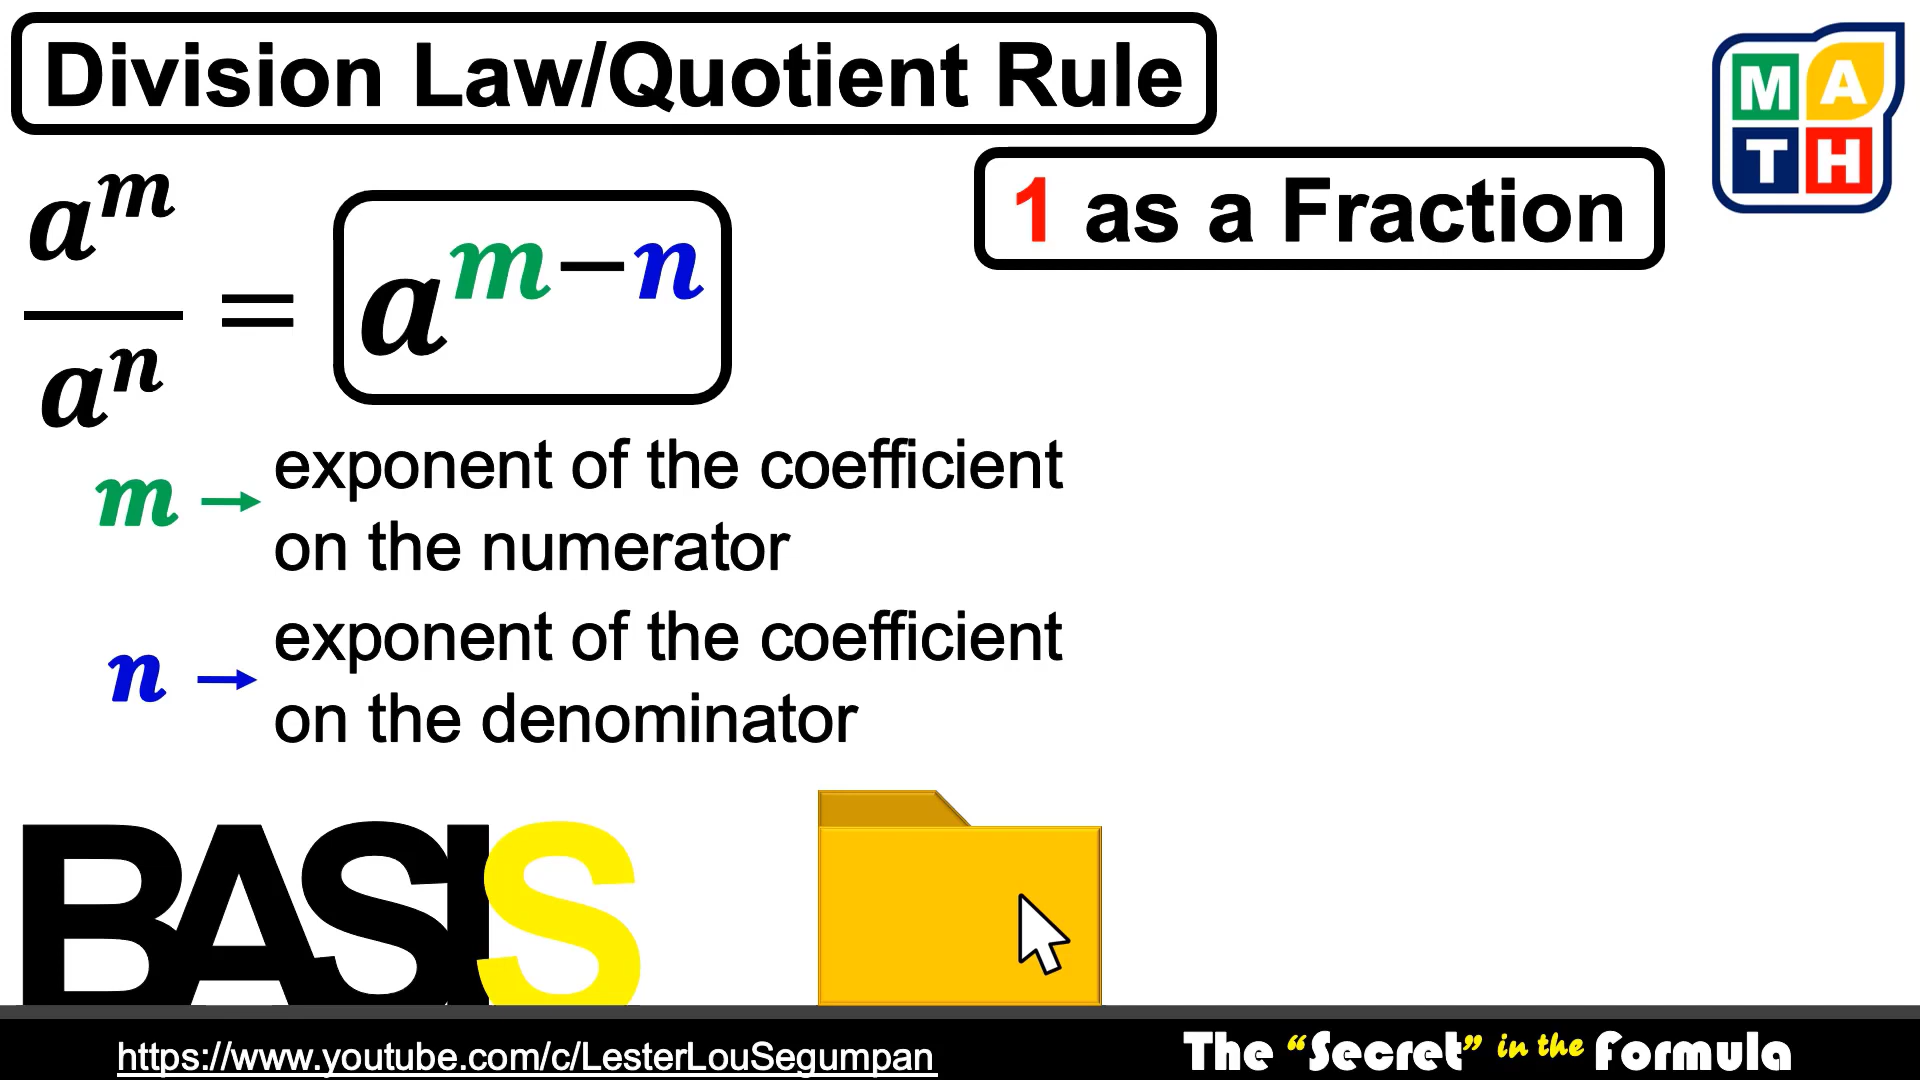 Division Law/Quotient Rule
MATH
1 as a Fraction
a^m / a^n = a^{m-n}
m → exponent of the coefficient
on the numerator
n → exponent of the coefficient
on the denominator
BASIS
https://www.youtube.com/c/LesterLouSegumpan
The “Secret” in the Formula